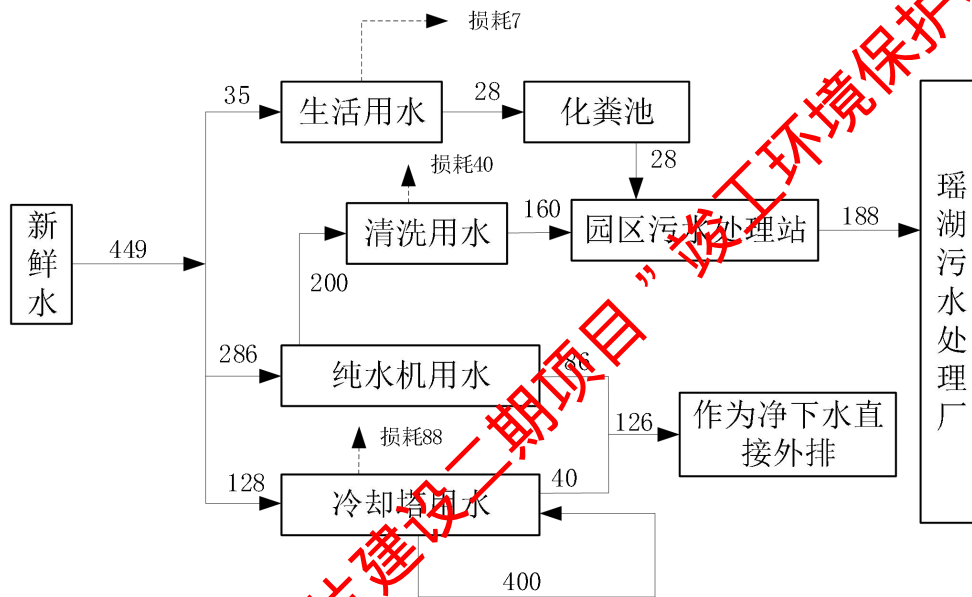 损耗7
35
生活用水
28
化粪池
28
损耗40
新鲜水
449
清洗用水
160
园区污水处理站
188
瑶湖污水处理厂
200
286
纯水机用水
86
126
作为净下水直
接外排
损耗88
128
冷却塔用水
40
400
站建设二期项目”竣工环境保护